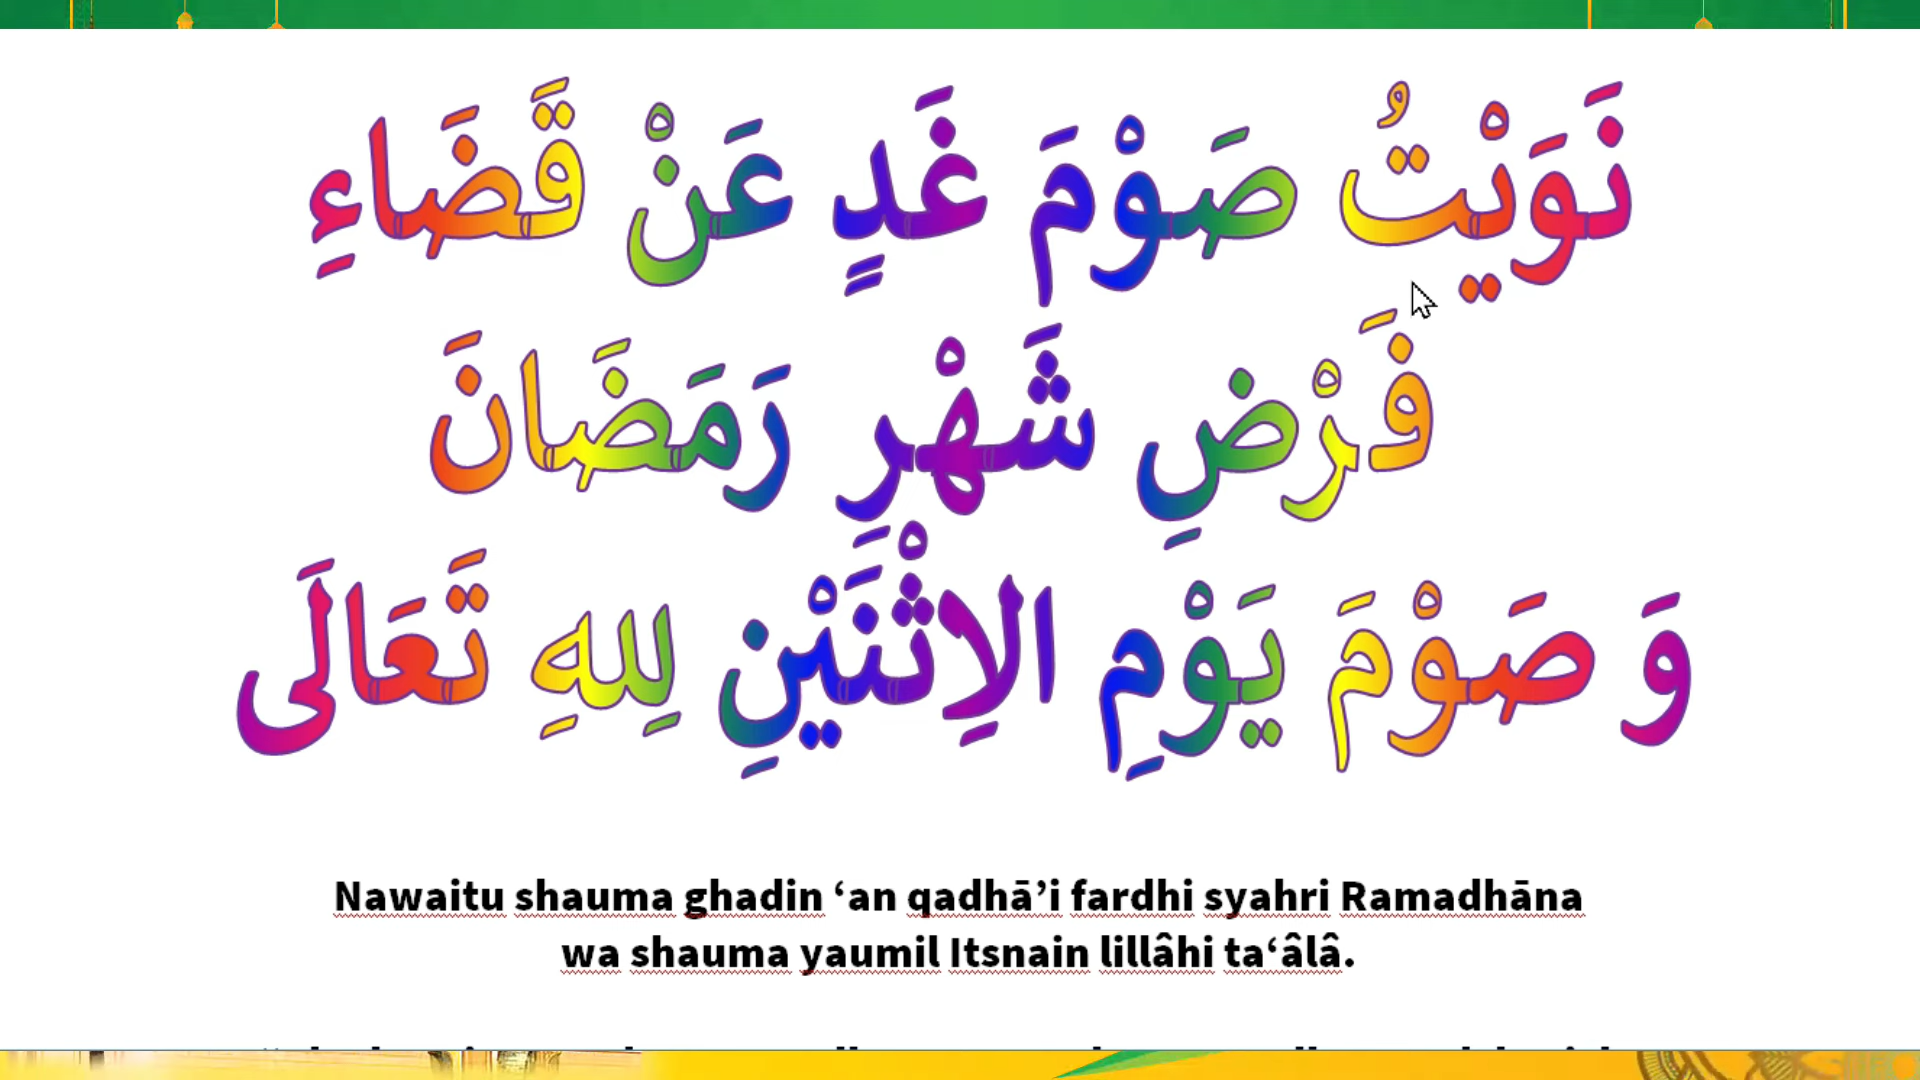 نَوَيْتُ صَوْمَ غَدٍ عَنْ قَضَاءِ
فَرْضِ شَهْرِ رَمَضَانَ
وَ صَوْمَ يَوْمِ الاِثْنَيْنِ لِلهِ تَعَالَى
Nawaitu shauma ghadin ‘an qadhā’i fardhi syahri Ramadhāna
wa shauma yaumil Itsnain lillâhi ta‘âlâ.